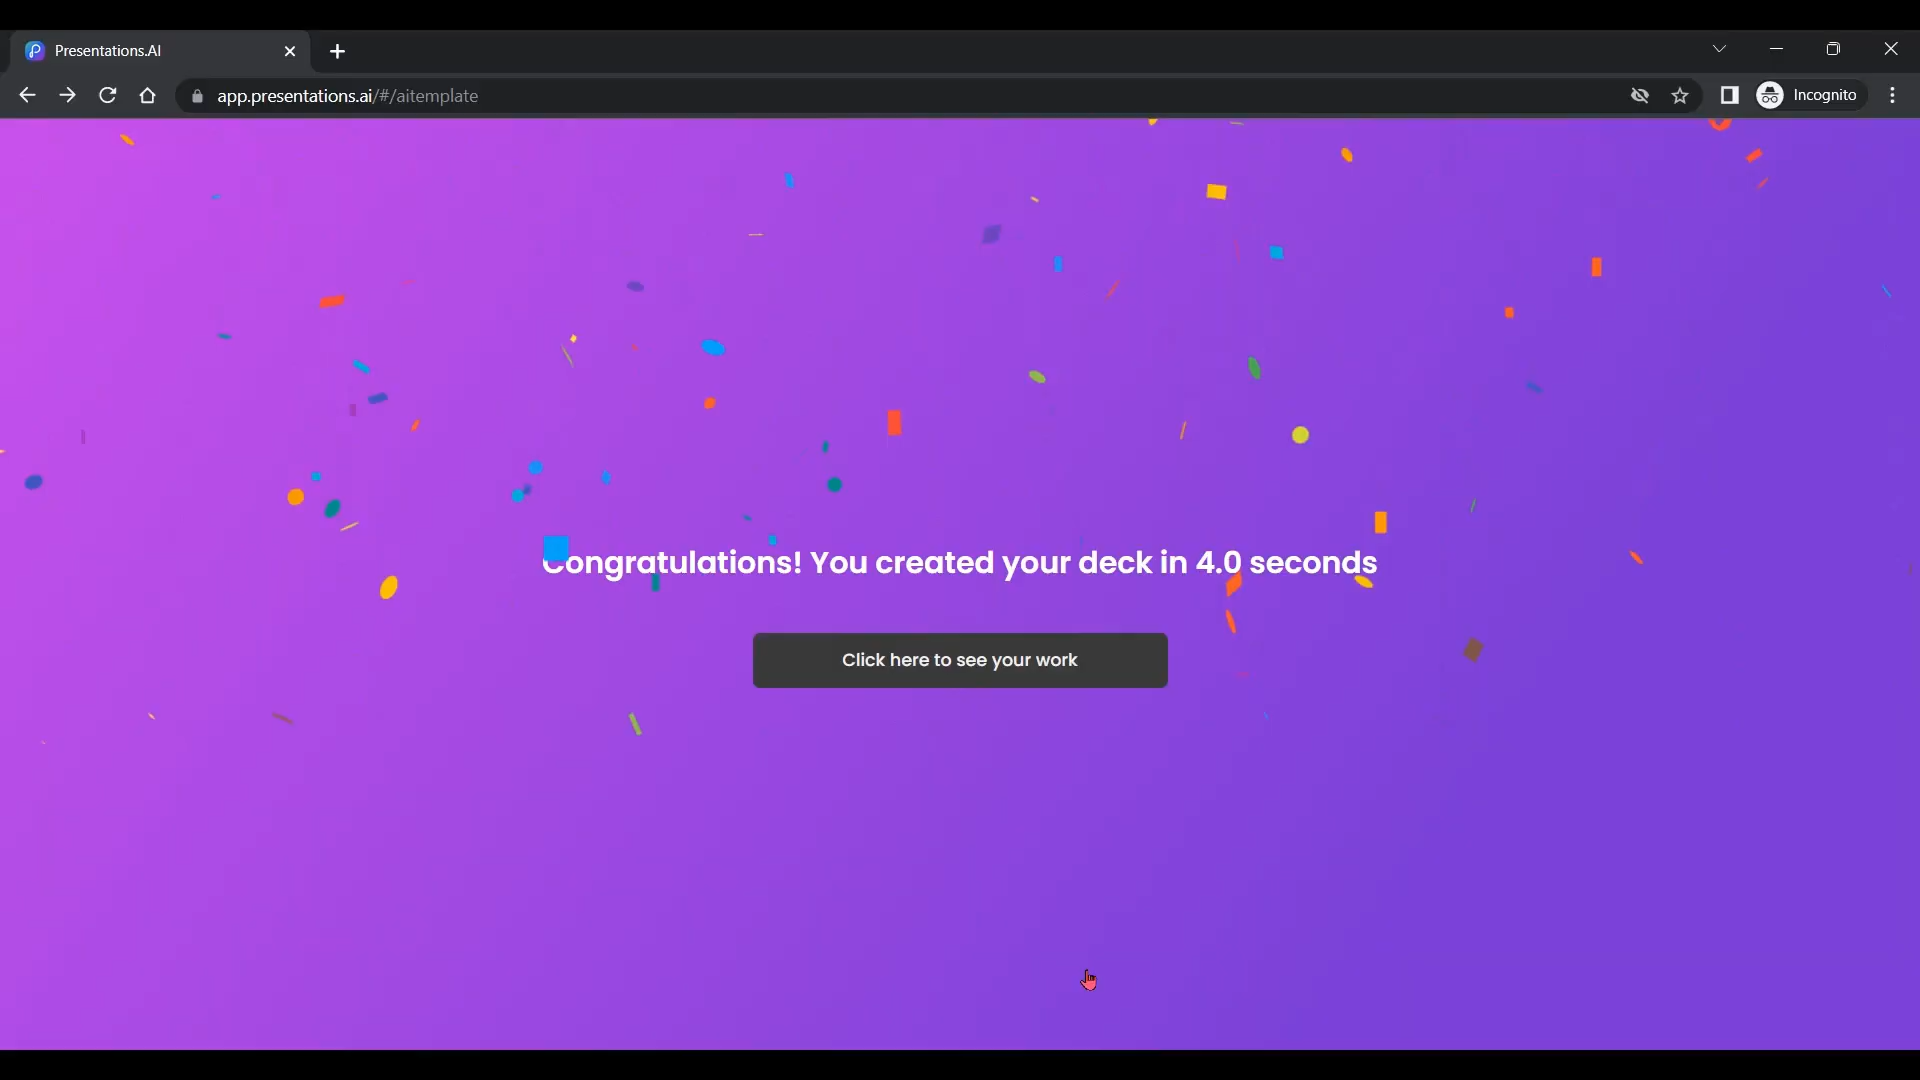 Presentations.AI
app.presentations.ai/#/aitemplate
Incognito
Congratulations! You created your deck in 4.0 seconds
Click here to see your work